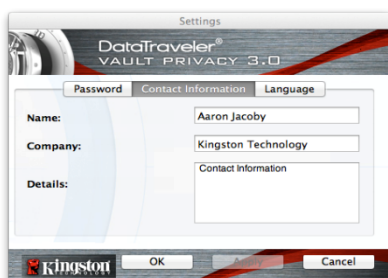 Settings
DataTraveler®
VAULT PRIVACY 3.0
Password Contact Information Language
Name: Aaron Jacoby
Company: Kingston Technology
Contact Information
Details:
Kingston
TECHNOLOGY
OK Cancel